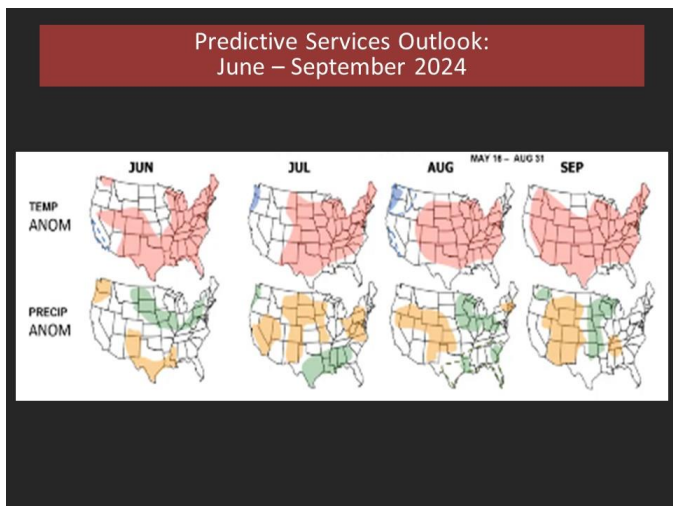 Predictive Services Outlook:
June – September 2024
MAY 16 – AUG 31
JUN JUL AUG SEP
TEMP
ANOM
PRECIP
ANOM